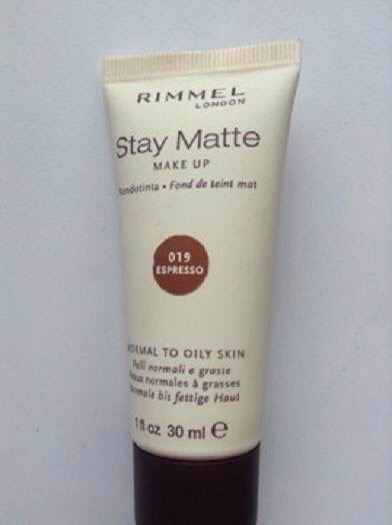 RIMMEL
LONDON
Stay Matte
MAKE UP
Fondotinta • Fond de teint mat
019
ESPRESSO
NORMAL TO OILY SKIN
Pelli normali e grasse
Peaux normales à grasses
Normale bis fettige Haut
1 fl oz 30 ml e